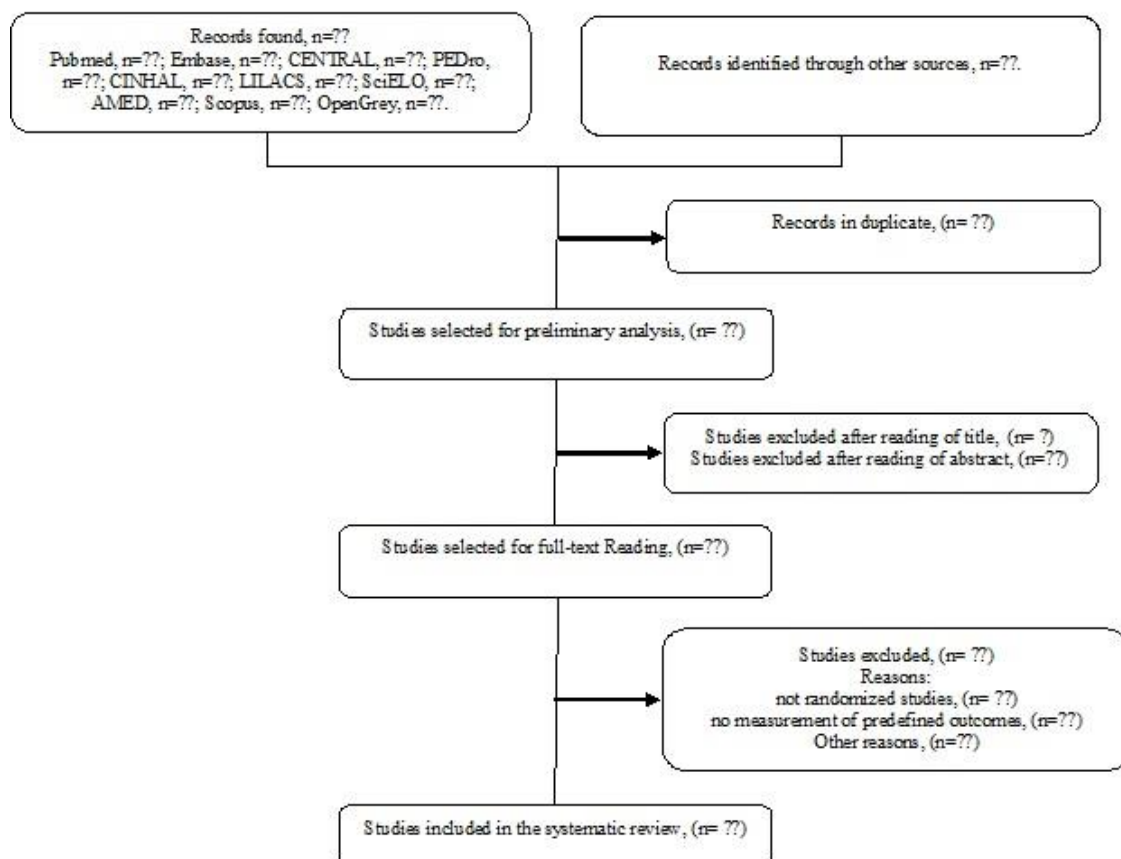 Records found, n=??
Pubmed, n=??; Embase, n=??; CENTRAL, n=??; PEDro,
n=??; CINHAL, n=??; LILACS, n=??; SciELO, n=??;
AMED, n=??; Scopus, n=??; OpenGrey, n=??.
Records identified through other sources, n=??.
Records in duplicate, (n= ??)
Studies selected for preliminary analysis, (n= ??)
Studies excluded after reading of title, (n= ?)
Studies excluded after reading of abstract, (n=??)
Studies selected for full-text Reading, (n=??)
Studies excluded, (n= ??)
Reasons:
not randomized studies, (n= ??)
no measurement of predefined outcomes, (n=??)
Other reasons, (n=??)
Studies included in the systematic review, (n= ??)